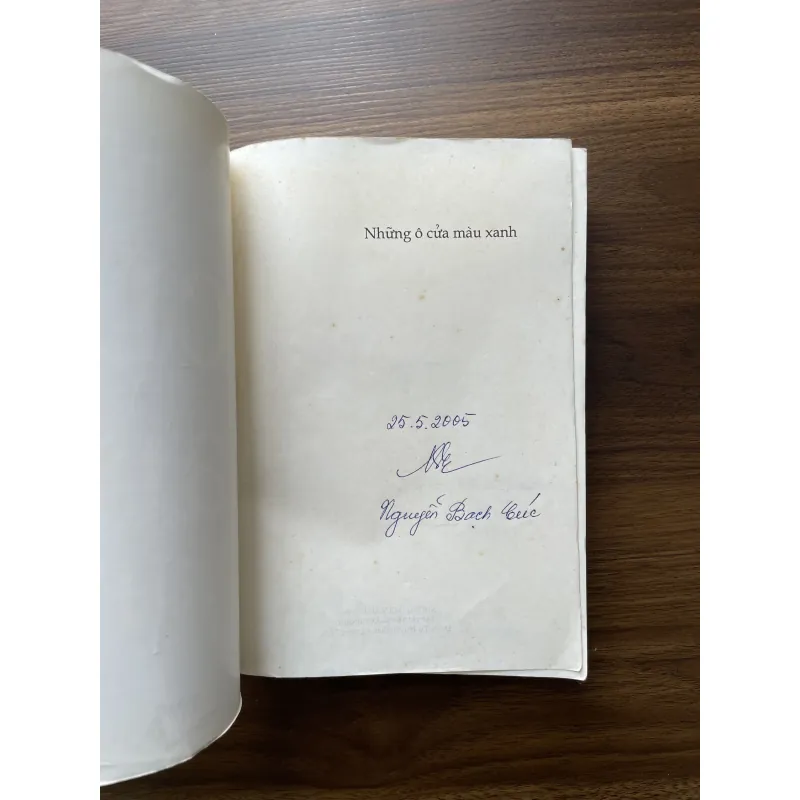 Những ô cửa màu xanh
25.5.2005
Nguyễn Bạch Cúc